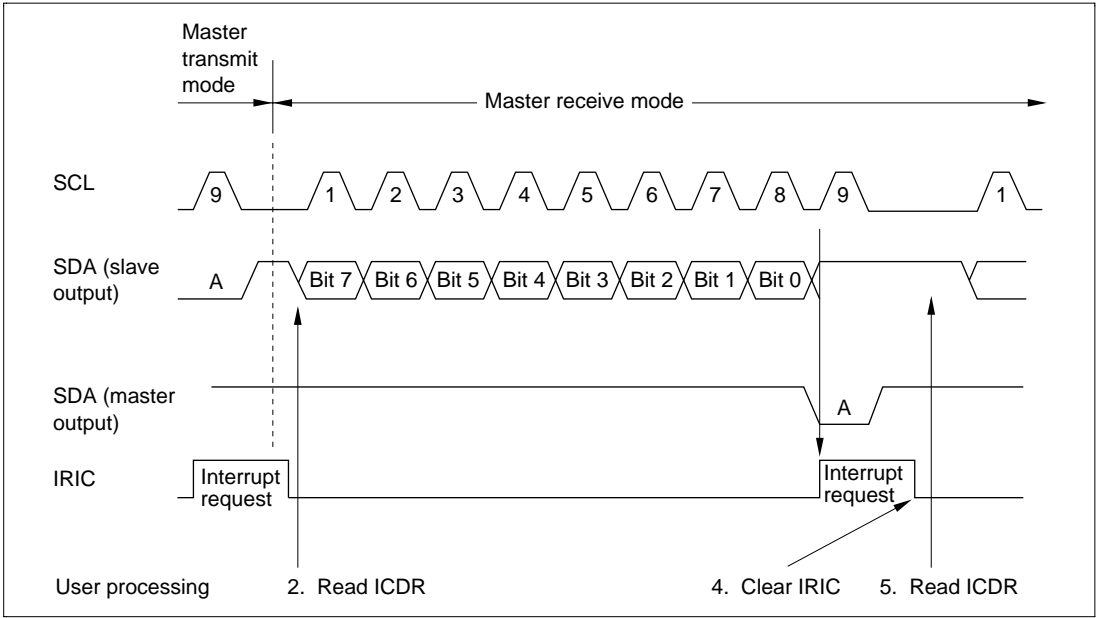 Master
transmit
mode
Master receive mode
SCL
9 1 2 3 4 5 6 7 8 9 1
SDA (slave
output)
A Bit 7 Bit 6 Bit 5 Bit 4 Bit 3 Bit 2 Bit 1 Bit 0
SDA (master
output)
A
IRIC
Interrupt
request
Interrupt
request
User processing 2. Read ICDR 4. Clear IRIC 5. Read ICDR